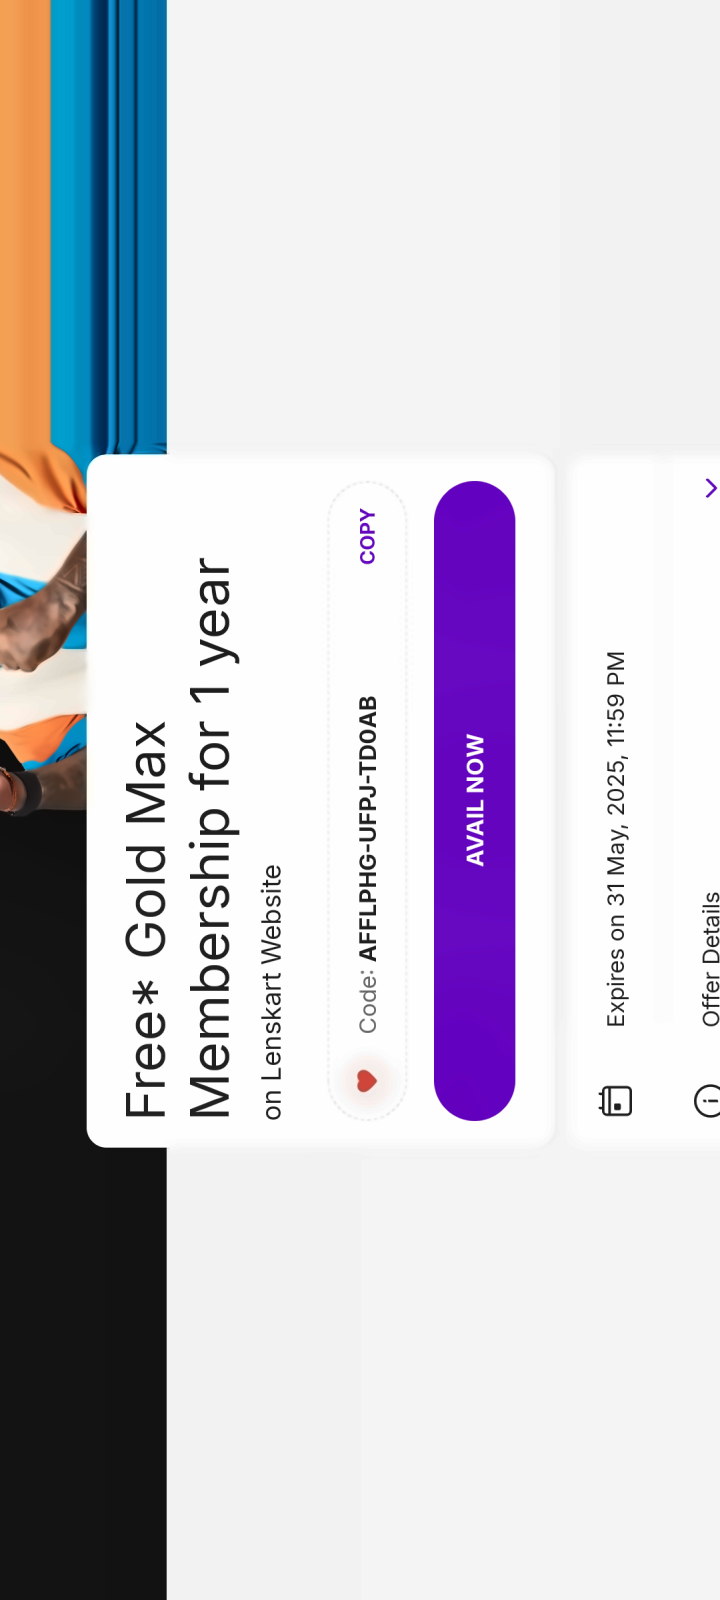 Free* Gold Max
Membership for 1 year
on Lenskart Website
Code: AFFLPHG-UFPJ-TD0AB
COPY
AVAIL NOW
Expires on 31 May, 2025, 11:59 PM
Offer Details